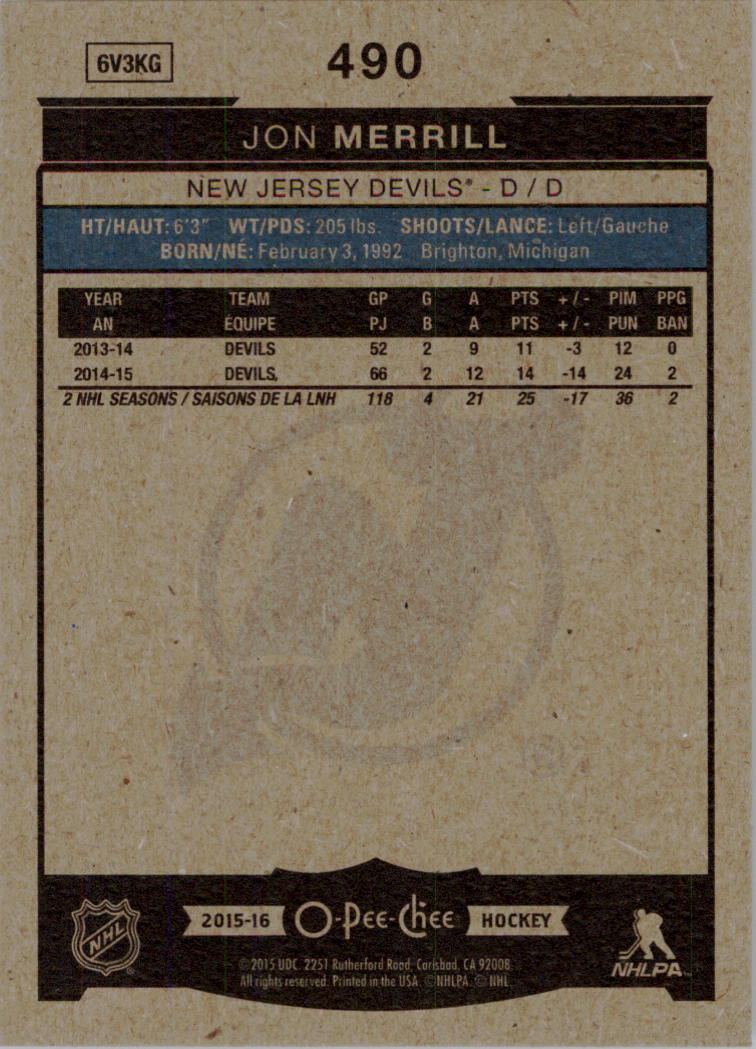 6V3KG 490
JON MERRILL
NEW JERSEY DEVILS® - D / D
HT/HAUT: 6'3" WT/PDS: 205 lbs. SHOOTS/LANCE: Left/Gauche
BORN/NÉ: February 3, 1992 Brighton, Michigan
YEAR TEAM GP G A PTS +/- PIM PPG
AN ÉQUIPE PJ B A PTS +/- PUN BAN
2013-14 DEVILS 52 2 9 11 -3 12 0
2014-15 DEVILS 66 2 12 14 -14 24 2
2 NHL SEASONS / SAISONS DE LA LNH 118 4 21 25 -17 36 2
NHL ®
2015-16 O-Pee-Chee HOCKEY
NHLPA
©2015 UDC. 2251 Rutherford Road, Carlsbad, CA 92008.
All rights reserved. Printed in the USA. ©NHLPA. © NHL.